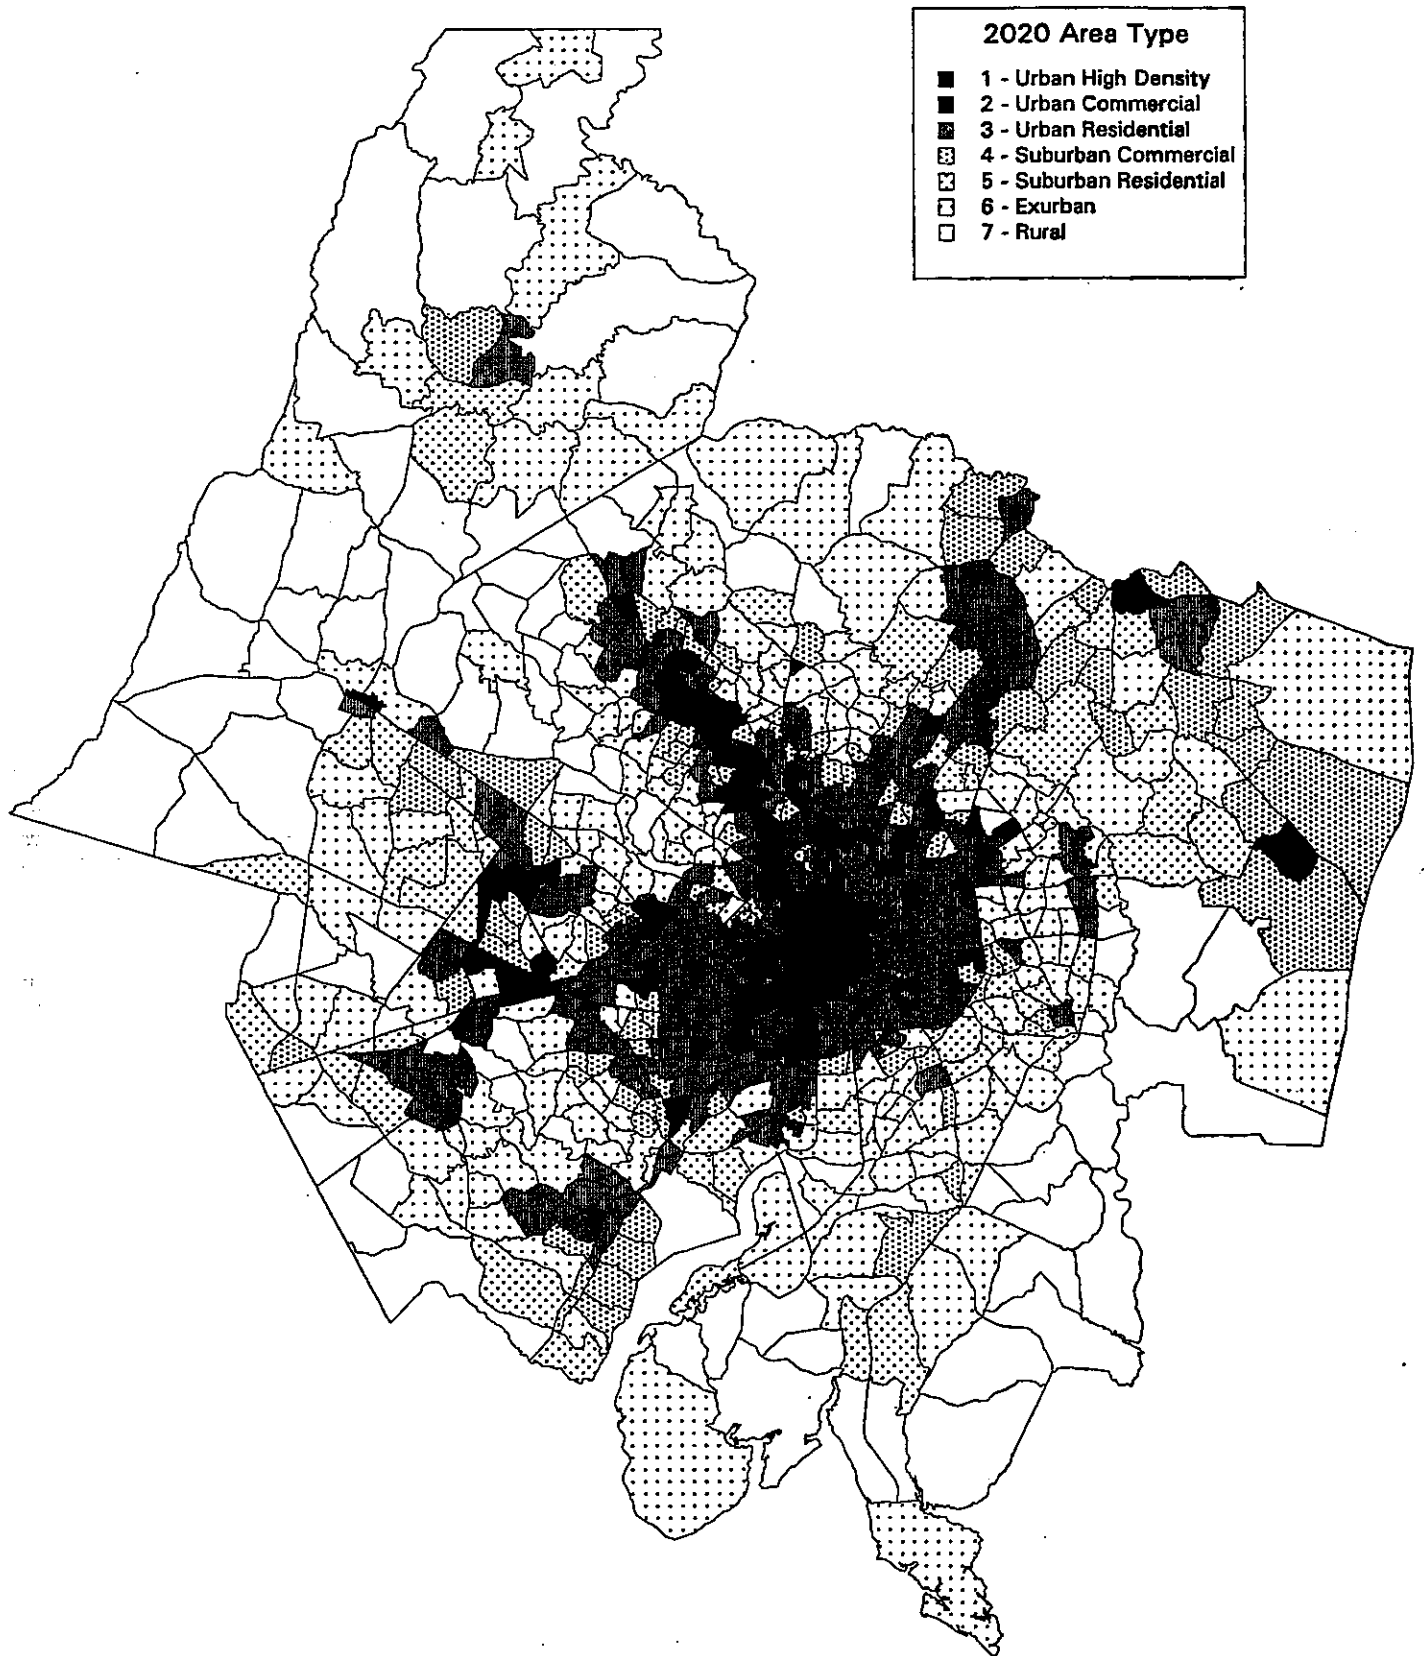 2020 Area Type
1 - Urban High Density
2 - Urban Commercial
3 - Urban Residential
4 - Suburban Commercial
5 - Suburban Residential
6 - Exurban
7 - Rural